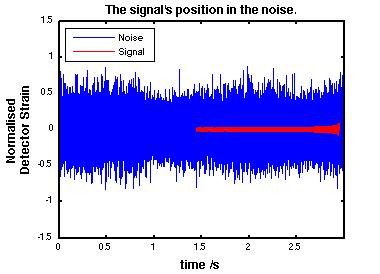 The signal's position in the noise.
1.5
Noise
Signal
1
0.5
0
-0.5
-1
-1.5
Normalised
Detector Strain
0 0.5 1 1.5 2 2.5
time /s